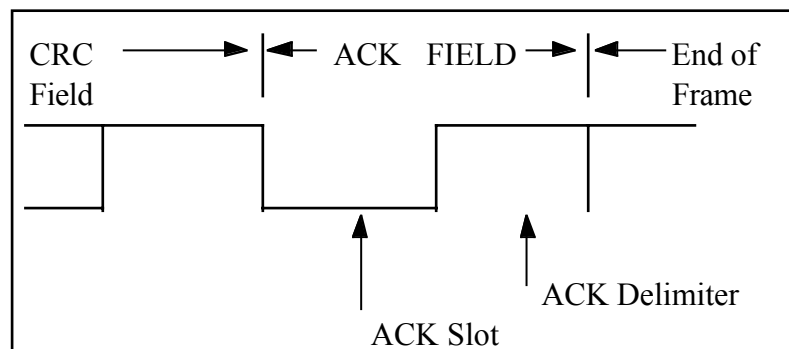 CRC ACK FIELD End of
Field Frame
ACK Delimiter
ACK Slot